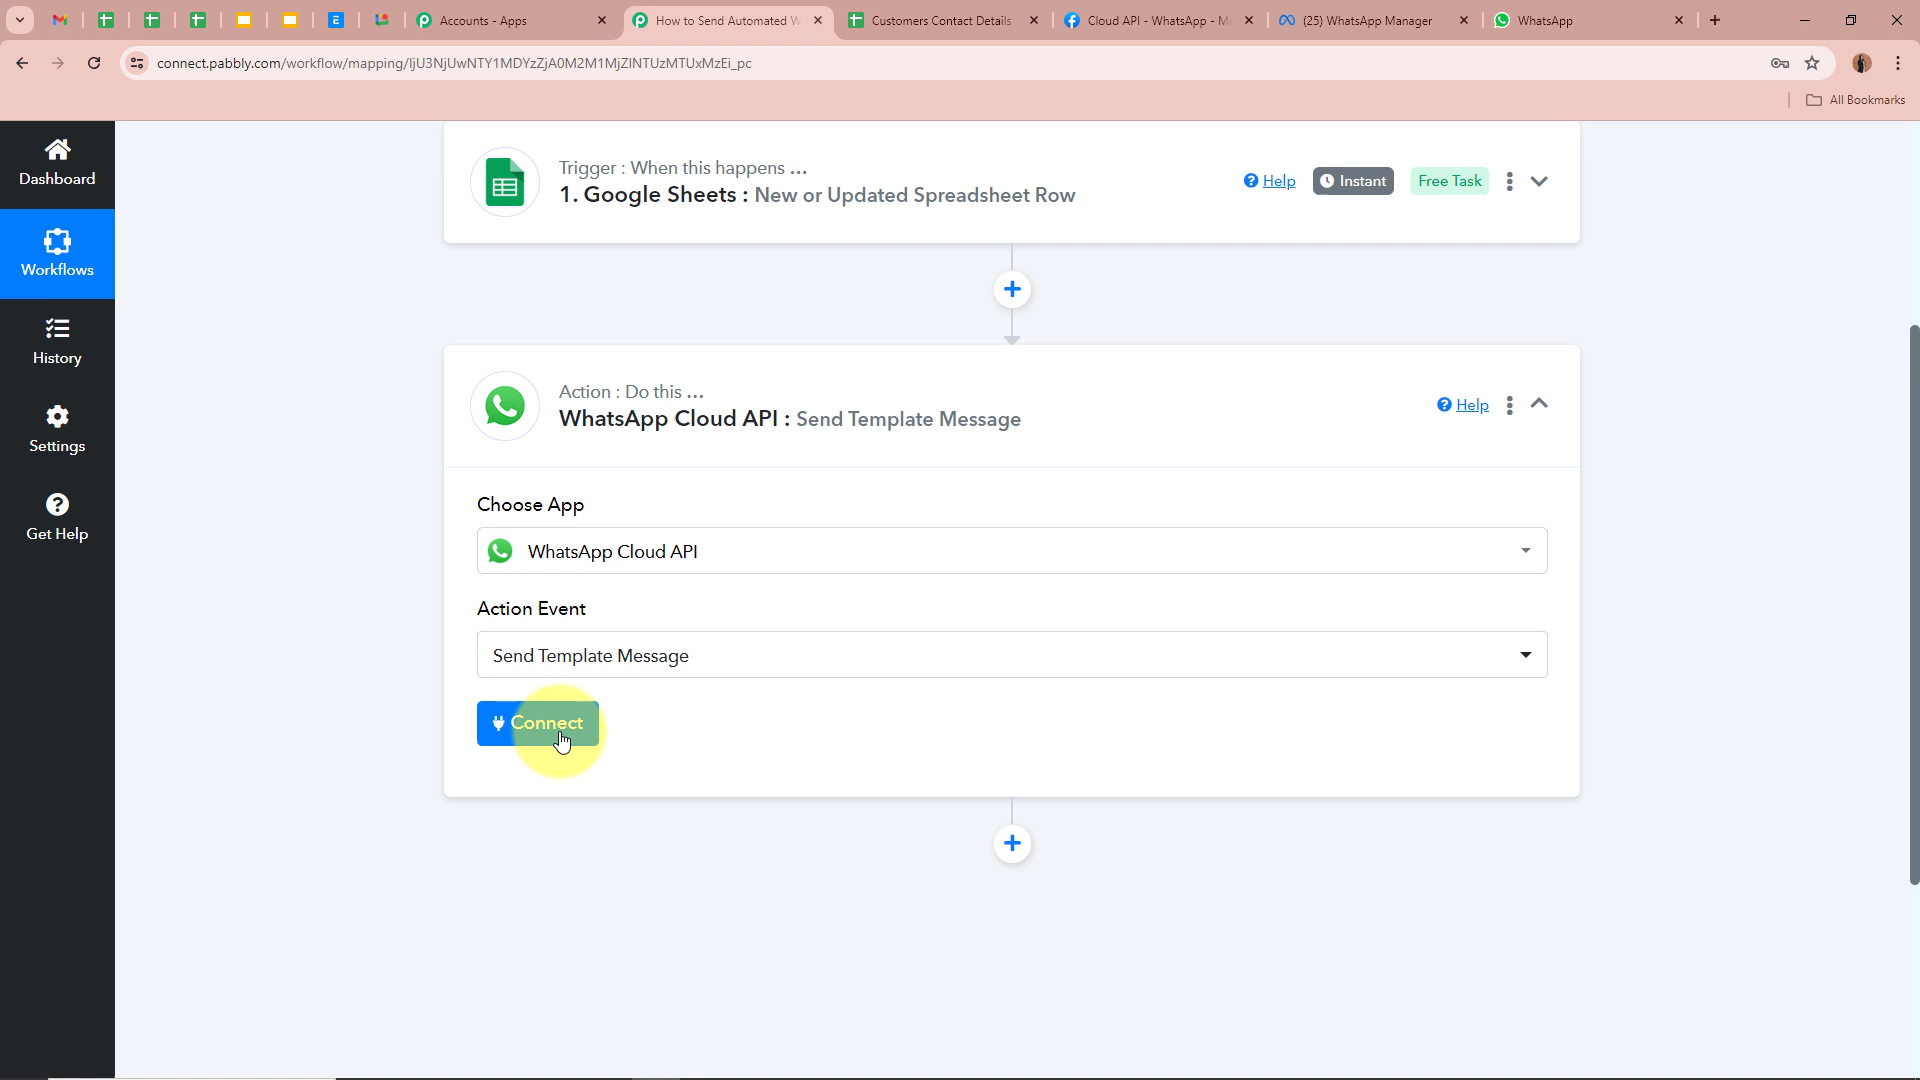 Accounts - Apps
How to Send Automated W
Customers Contact Details
Cloud API - WhatsApp - M
(25) WhatsApp Manager
WhatsApp
connect.pabbly.com/workflow/mapping/IjU3NjUwNTY1MDYzZjA0M2M1MjZlNTUzMTUxMzEi_pc
All Bookmarks
Dashboard
Workflows
History
Settings
Get Help
Trigger : When this happens ...
1. Google Sheets : New or Updated Spreadsheet Row
Help
Instant
Free Task
Action : Do this ...
WhatsApp Cloud API : Send Template Message
Help
Choose App
WhatsApp Cloud API
Action Event
Send Template Message
Connect